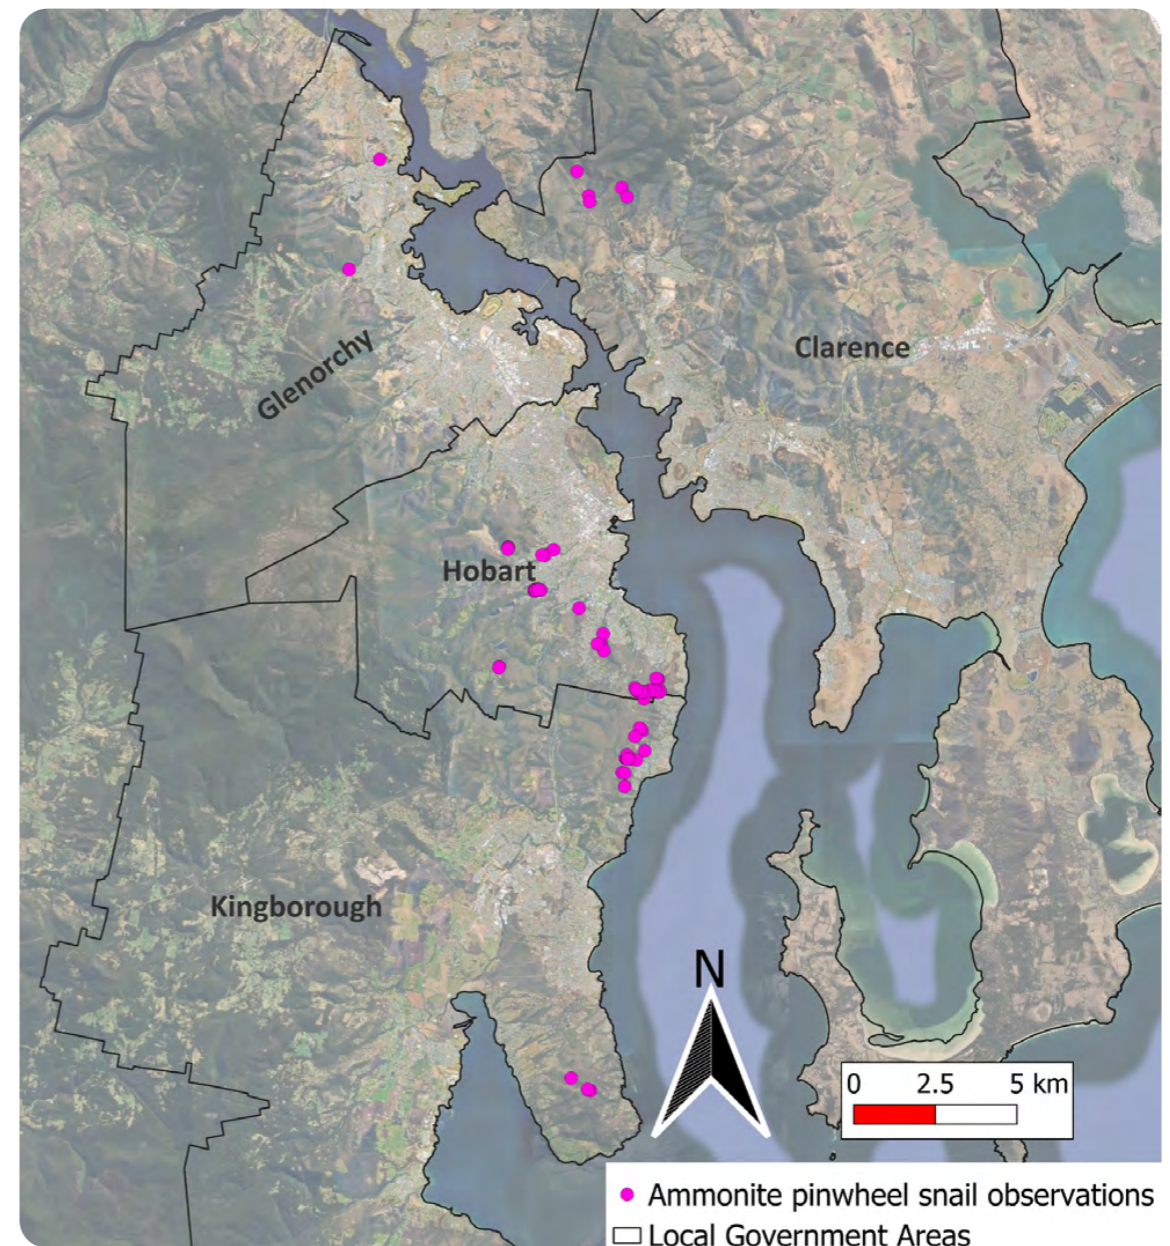 Clarence
Glenorchy
Hobart
Kingborough
N
0 2.5 5 km
Ammonite pinwheel snail observations
Local Government Areas